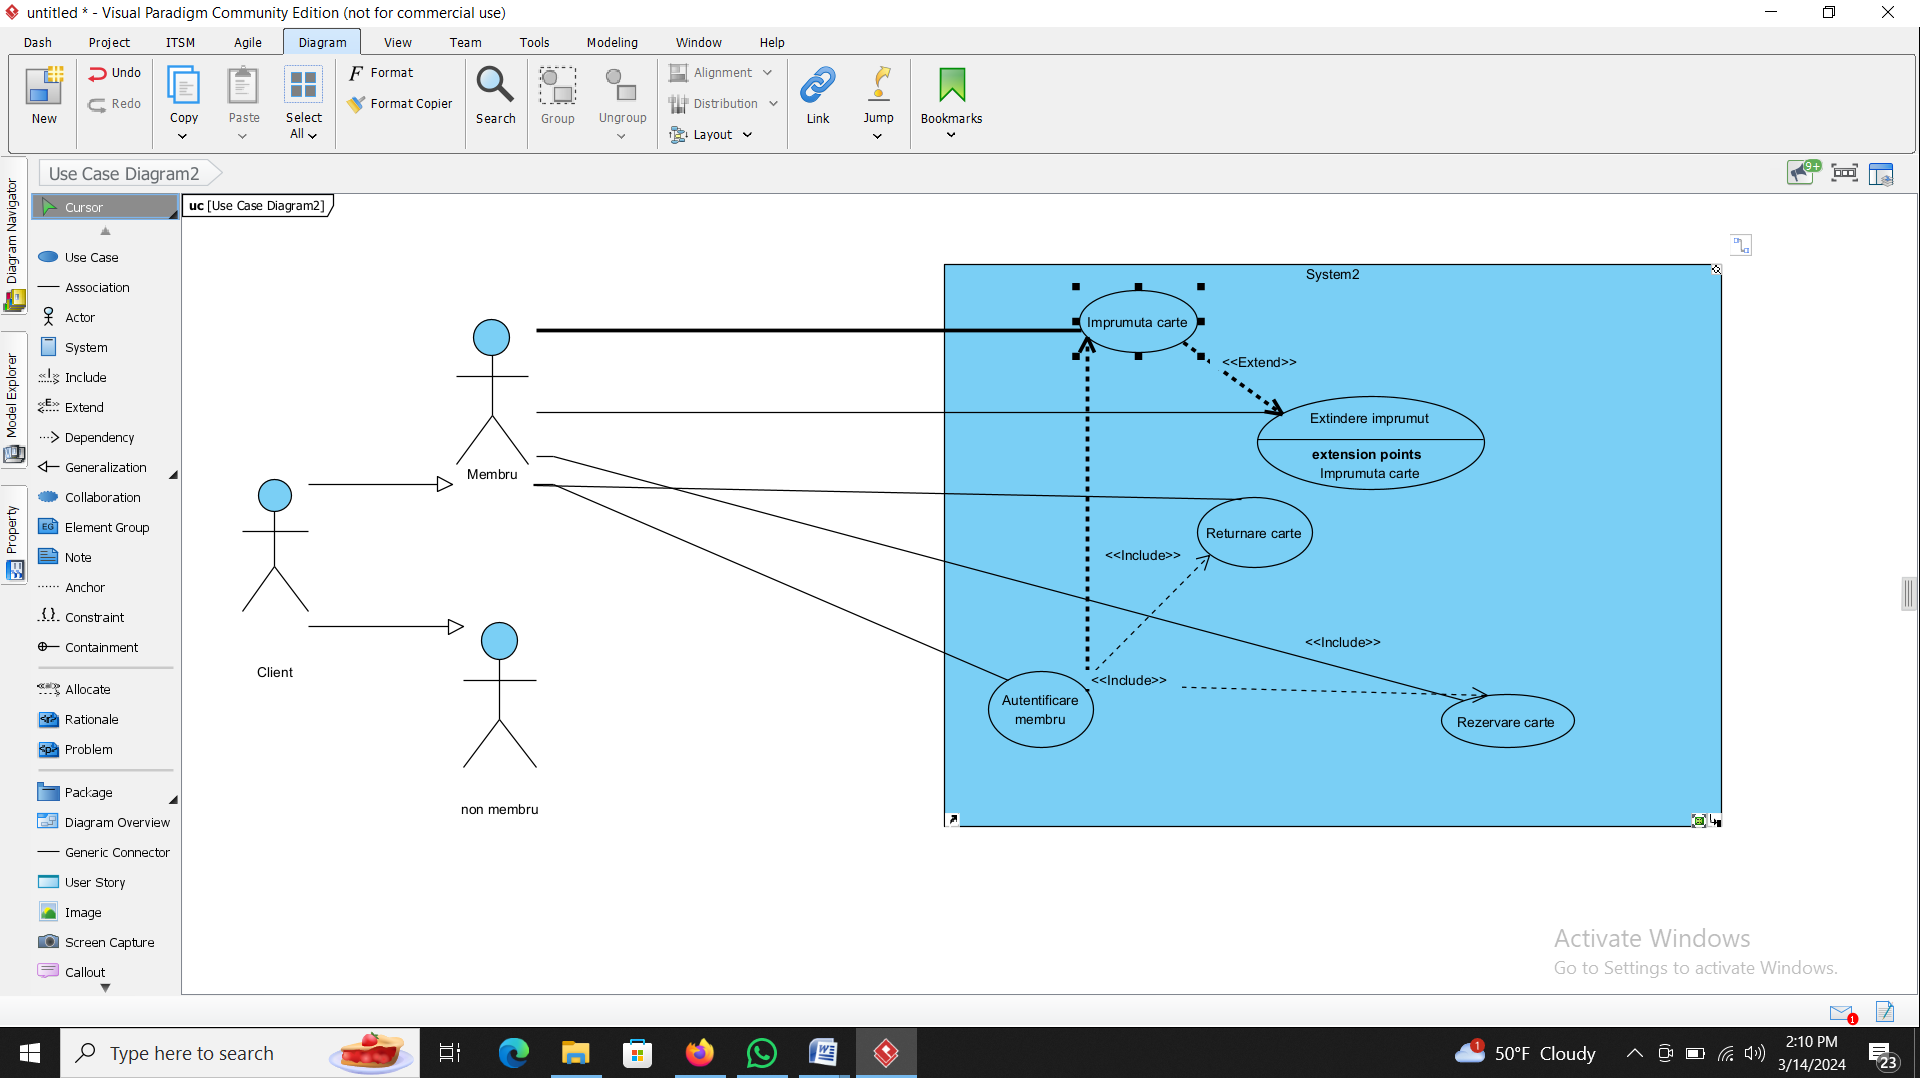 untitled * - Visual Paradigm Community Edition (not for commercial use)
Dash Project ITSM Agile Diagram View Team Tools Modeling Window Help
New
Undo
Redo
Copy
Paste
Select
All
Format
Format Copier
Search
Group
Ungroup
Alignment
Distribution
Layout
Link
Jump
Bookmarks
Use Case Diagram2
9+
Diagram Navigator
Model Explorer
Property
Cursor
Use Case
Association
Actor
System
Include
Extend
Dependency
Generalization
Collaboration
Element Group
Note
Anchor
Constraint
Containment
Allocate
Rationale
Problem
Package
Diagram Overview
Generic Connector
User Story
Image
Screen Capture
Callout
uc [Use Case Diagram2]
System2
Imprumuta carte
<<Extend>>
Extindere imprumut
extension points
Imprumuta carte
Membru
Returnare carte
<<Include>>
<<Include>>
Client
<<Include>>
Autentificare
membru
Rezervare carte
non membru
Activate Windows
Go to Settings to activate Windows.
1
Type here to search
1
50°F Cloudy
2:10 PM
3/14/2024
23